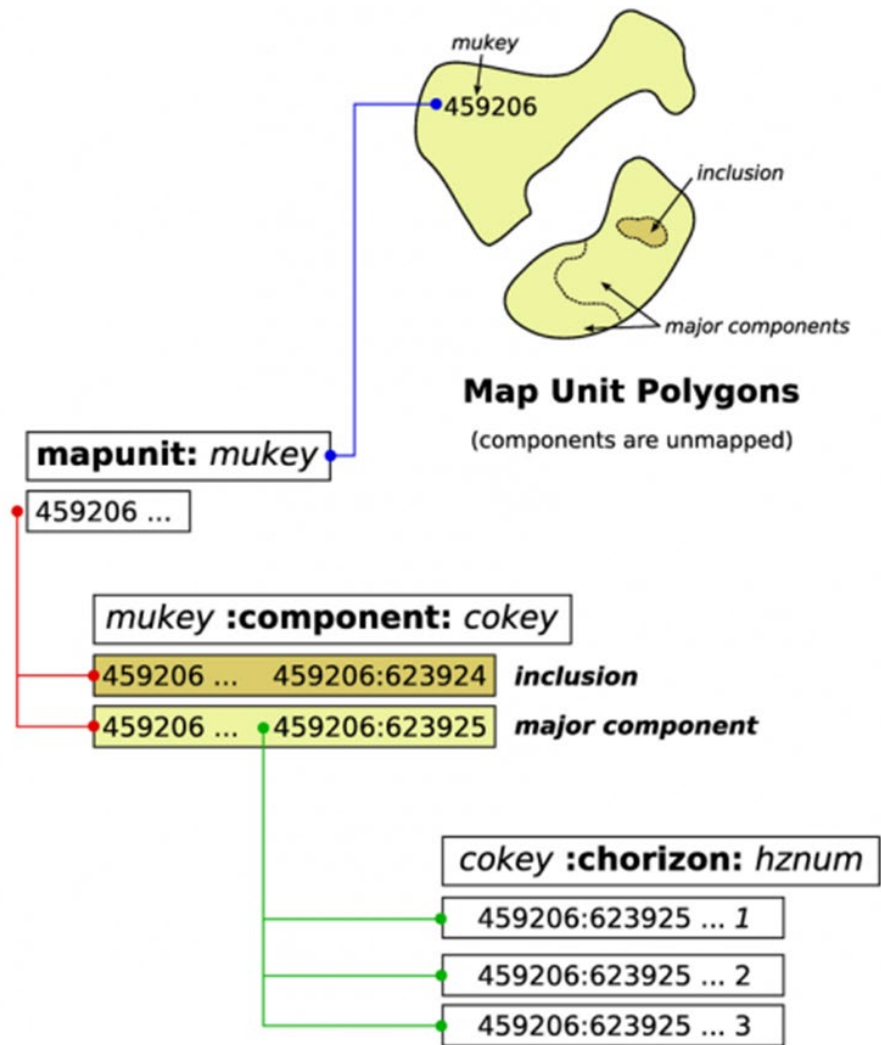 mukey
459206
inclusion
major components
Map Unit Polygons
(components are unmapped)
mapunit: mukey
459206 ...
mukey :component: cokey
459206 ... 459206:623924 inclusion
459206 ... 459206:623925 major component
cokey :chorizon: hznum
459206:623925 ... 1
459206:623925 ... 2
459206:623925 ... 3